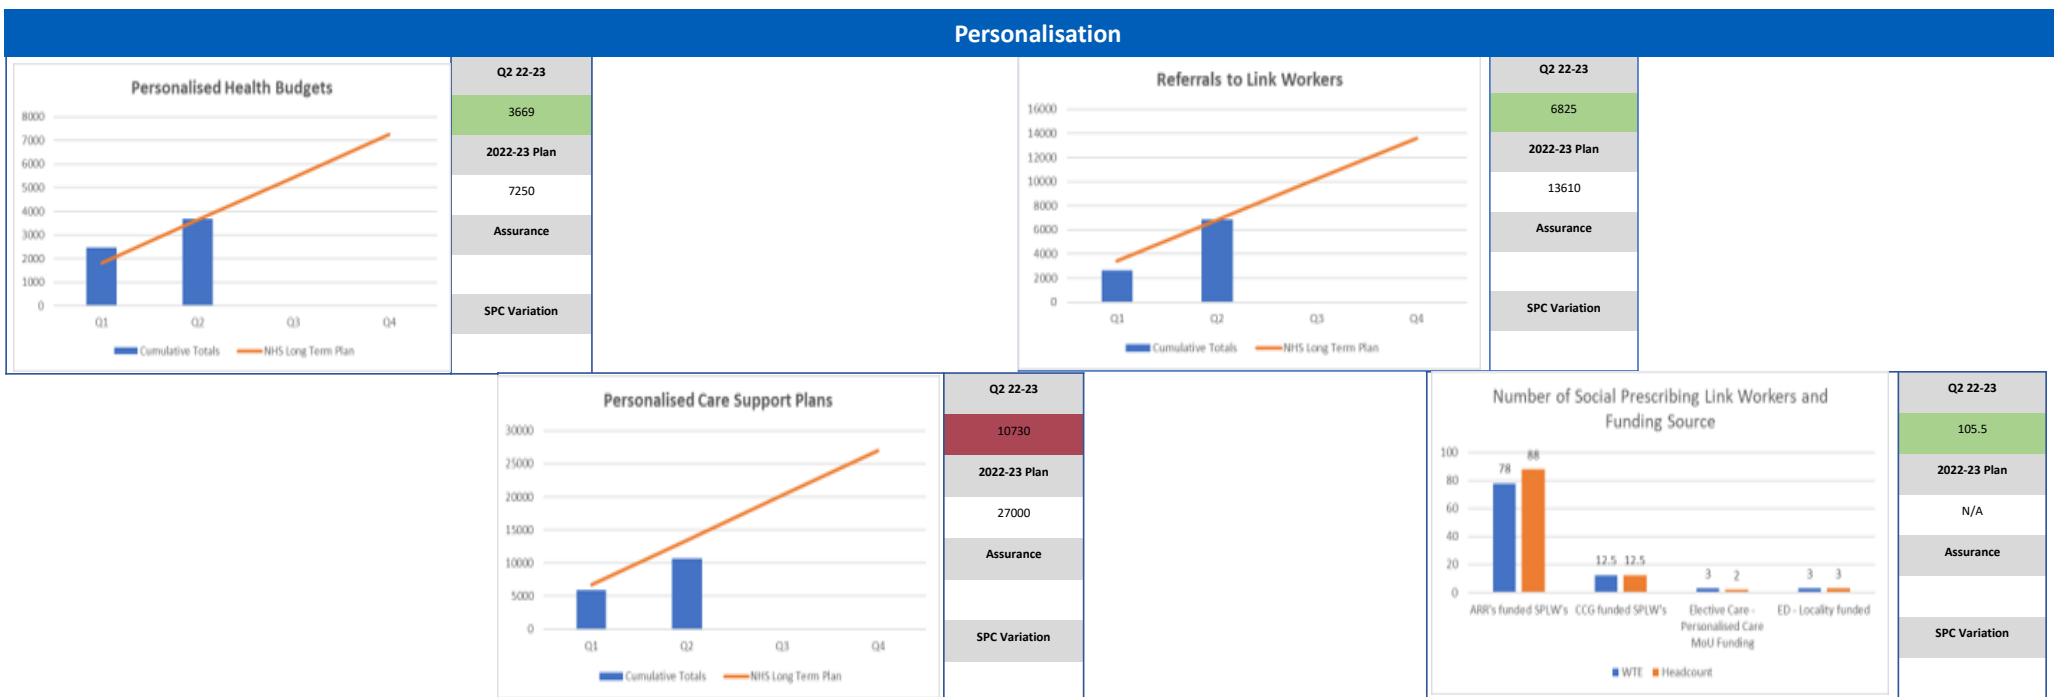 Personalisation
Personalised Health Budgets
8000
7000
6000
5000
4000
3000
2000
1000
0
Q1 Q2 Q3 Q4
Cumulative Totals NHS Long Term Plan
Q2 22-23
3669
2022-23 Plan
7250
Assurance
SPC Variation
Referrals to Link Workers
16000
14000
12000
10000
8000
6000
4000
2000
0
Q1 Q2 Q3 Q4
Cumulative Totals NHS Long Term Plan
Q2 22-23
6825
2022-23 Plan
13610
Assurance
SPC Variation
Personalised Care Support Plans
30000
25000
20000
15000
10000
5000
0
Q1 Q2 Q3 Q4
Cumulative Totals NHS Long Term Plan
Q2 22-23
10730
2022-23 Plan
27000
Assurance
SPC Variation
Number of Social Prescribing Link Workers and
Funding Source
100
80
60
40
20
0
78 88
12.5 12.5
3 2
3 3
ARR's funded SPLW's CCG funded SPLW's Elective Care - ED - Locality funded
Personalised Care
MoU Funding
WTE Headcount
Q2 22-23
105.5
2022-23 Plan
N/A
Assurance
SPC Variation